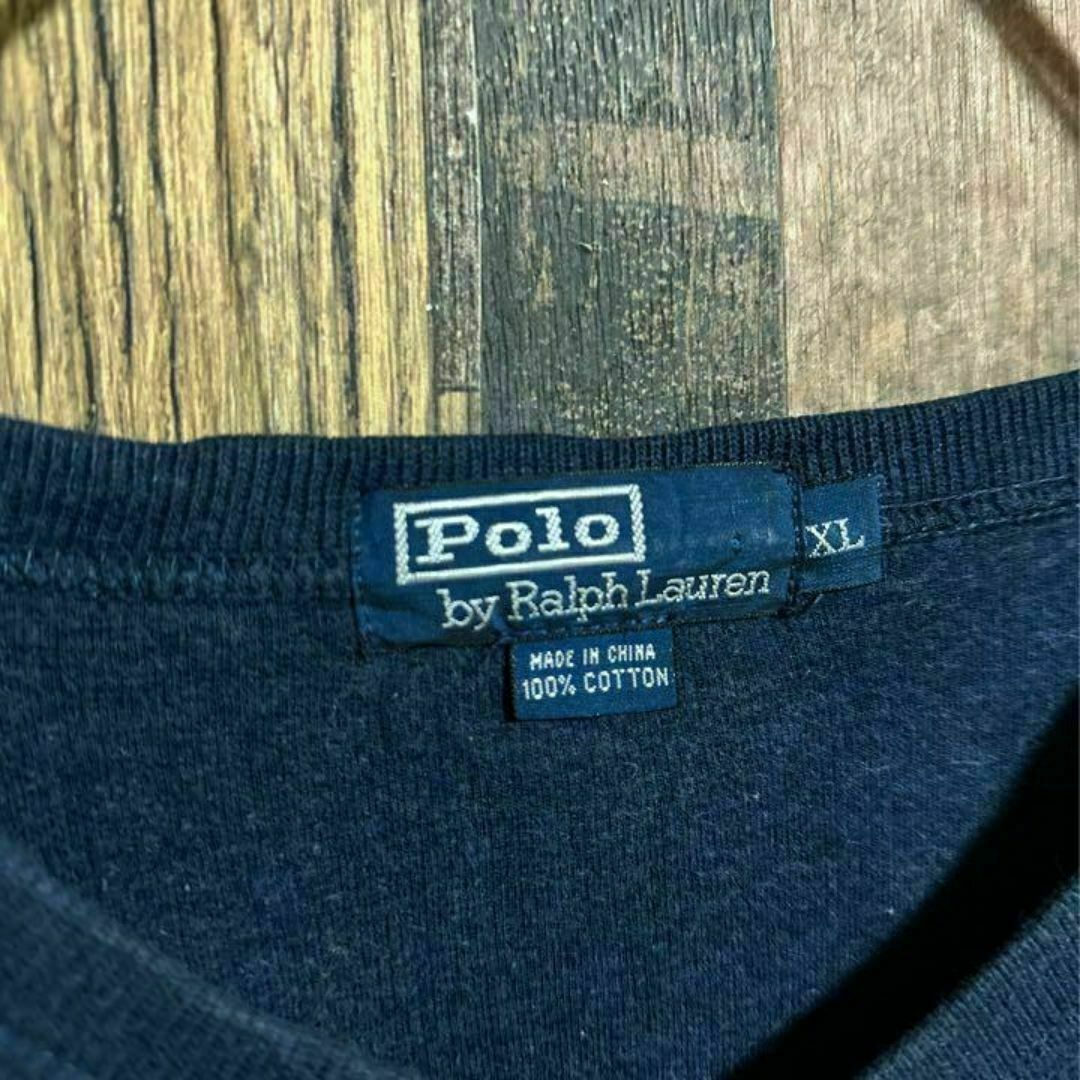 Polo
by Ralph Lauren
XL
MADE IN CHINA
100% COTTON